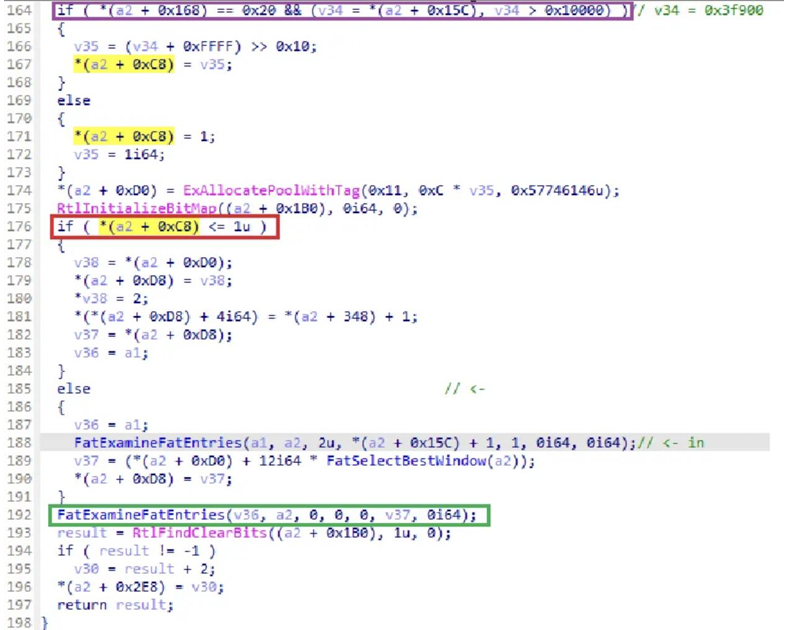 164 if ( *(a2 + 0x168) == 0x20 && (v34 = *(a2 + 0x15C), v34 > 0x10000) )// v34 = 0x3f900
165 {
166 v35 = (v34 + 0xFFFF) >> 0x10;
167 *(a2 + 0xC8) = v35;
168 }
169 else
170 {
171 *(a2 + 0xC8) = 1;
172 v35 = 1i64;
173 }
174 *(a2 + 0xD0) = ExAllocatePoolWithTag(0x11, 0xC * v35, 0x57746146u);
175 RtlInitializeBitMap((a2 + 0x1B0), 0i64, 0);
176 if ( *(a2 + 0xC8) <= 1u )
177 {
178 v38 = *(a2 + 0xD0);
179 *(a2 + 0xD8) = v38;
180 *v38 = 2;
181 *(*(a2 + 0xD8) + 4i64) = *(a2 + 348) + 1;
182 v37 = *(a2 + 0xD8);
183 v36 = a1;
184 }
185 else // <-
186 {
187 v36 = a1;
188 FatExamineFatEntries(a1, a2, 2u, *(a2 + 0x15C) + 1, 1, 0i64, 0i64);// <- in
189 v37 = (*(a2 + 0xD0) + 12i64 * FatSelectBestWindow(a2));
190 *(a2 + 0xD8) = v37;
191 }
192 FatExamineFatEntries(v36, a2, 0, 0, 0, v37, 0i64);
193 result = RtlFindClearBits((a2 + 0x1B0), 1u, 0);
194 if ( result != -1 )
195 v30 = result + 2;
196 *(a2 + 0x2E8) = v30;
197 return result;
198 }